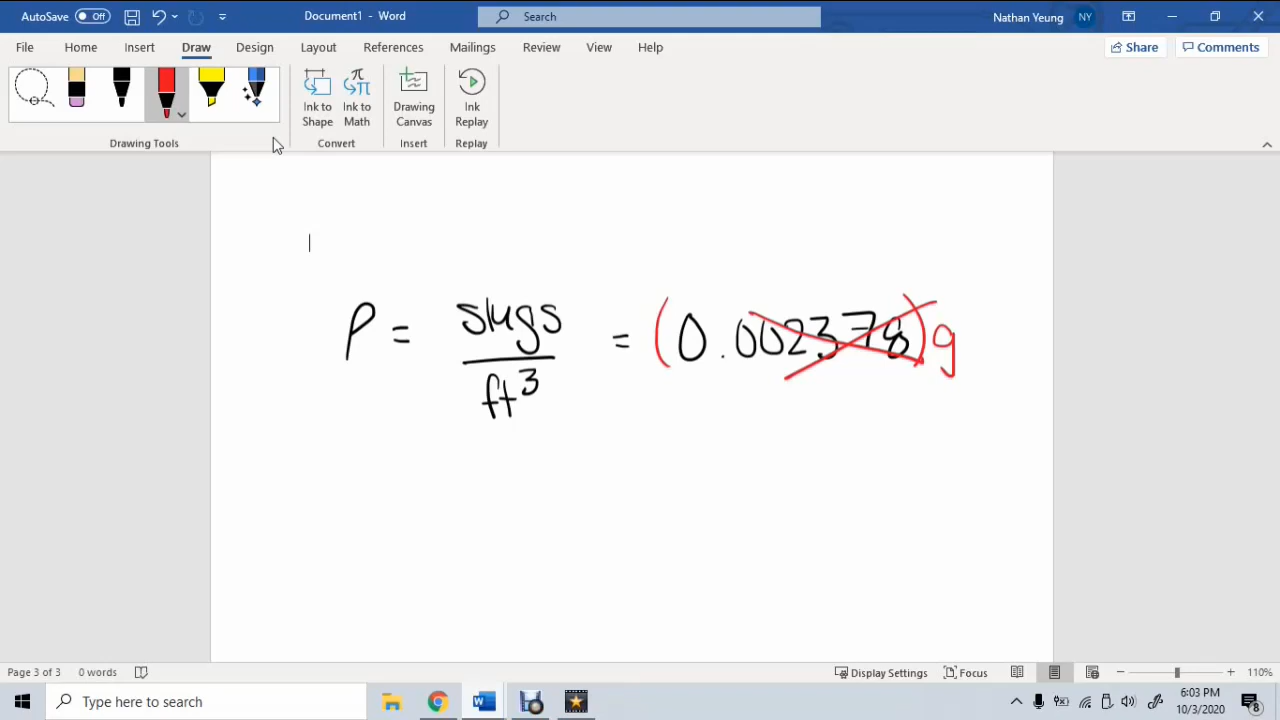 AutoSave Off Document1 - Word Search Nathan Yeung NY
File Home Insert Draw Design Layout References Mailings Review View Help Share Comments
Ink to Shape Ink to Math Drawing Canvas Ink Replay
Drawing Tools Convert Insert Replay
ρ = slugs / ft³ = (0.002378)g
Page 3 of 3 0 words Display Settings Focus 110%
Type here to search 6:03 PM
10/3/2020 8